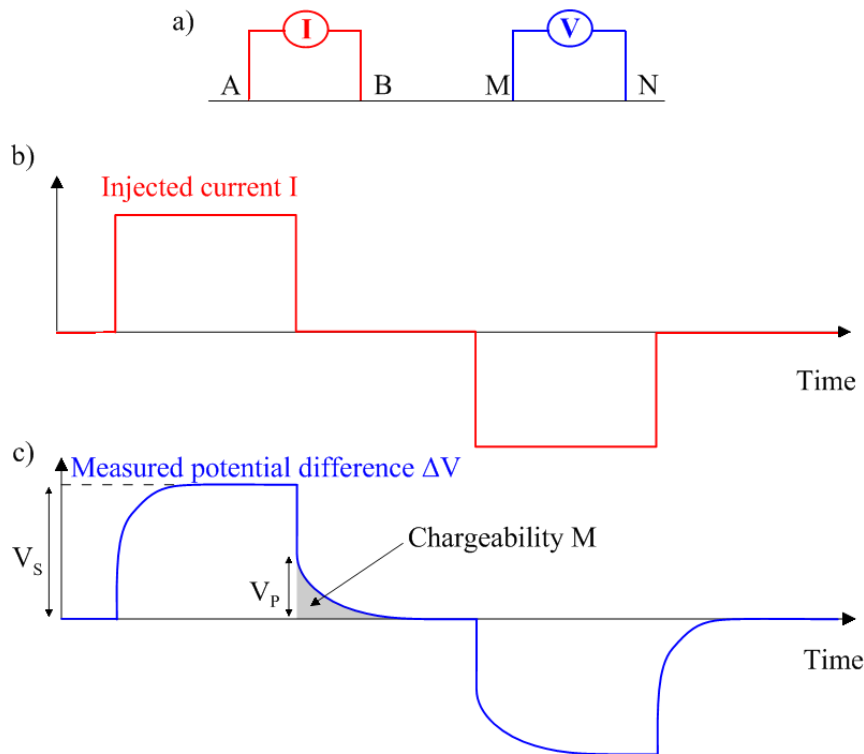 a)
I
V
A
B
M
N
b)
Injected current I
Time
c)
Measured potential difference ΔV
Chargeability M
V_S
V_P
Time